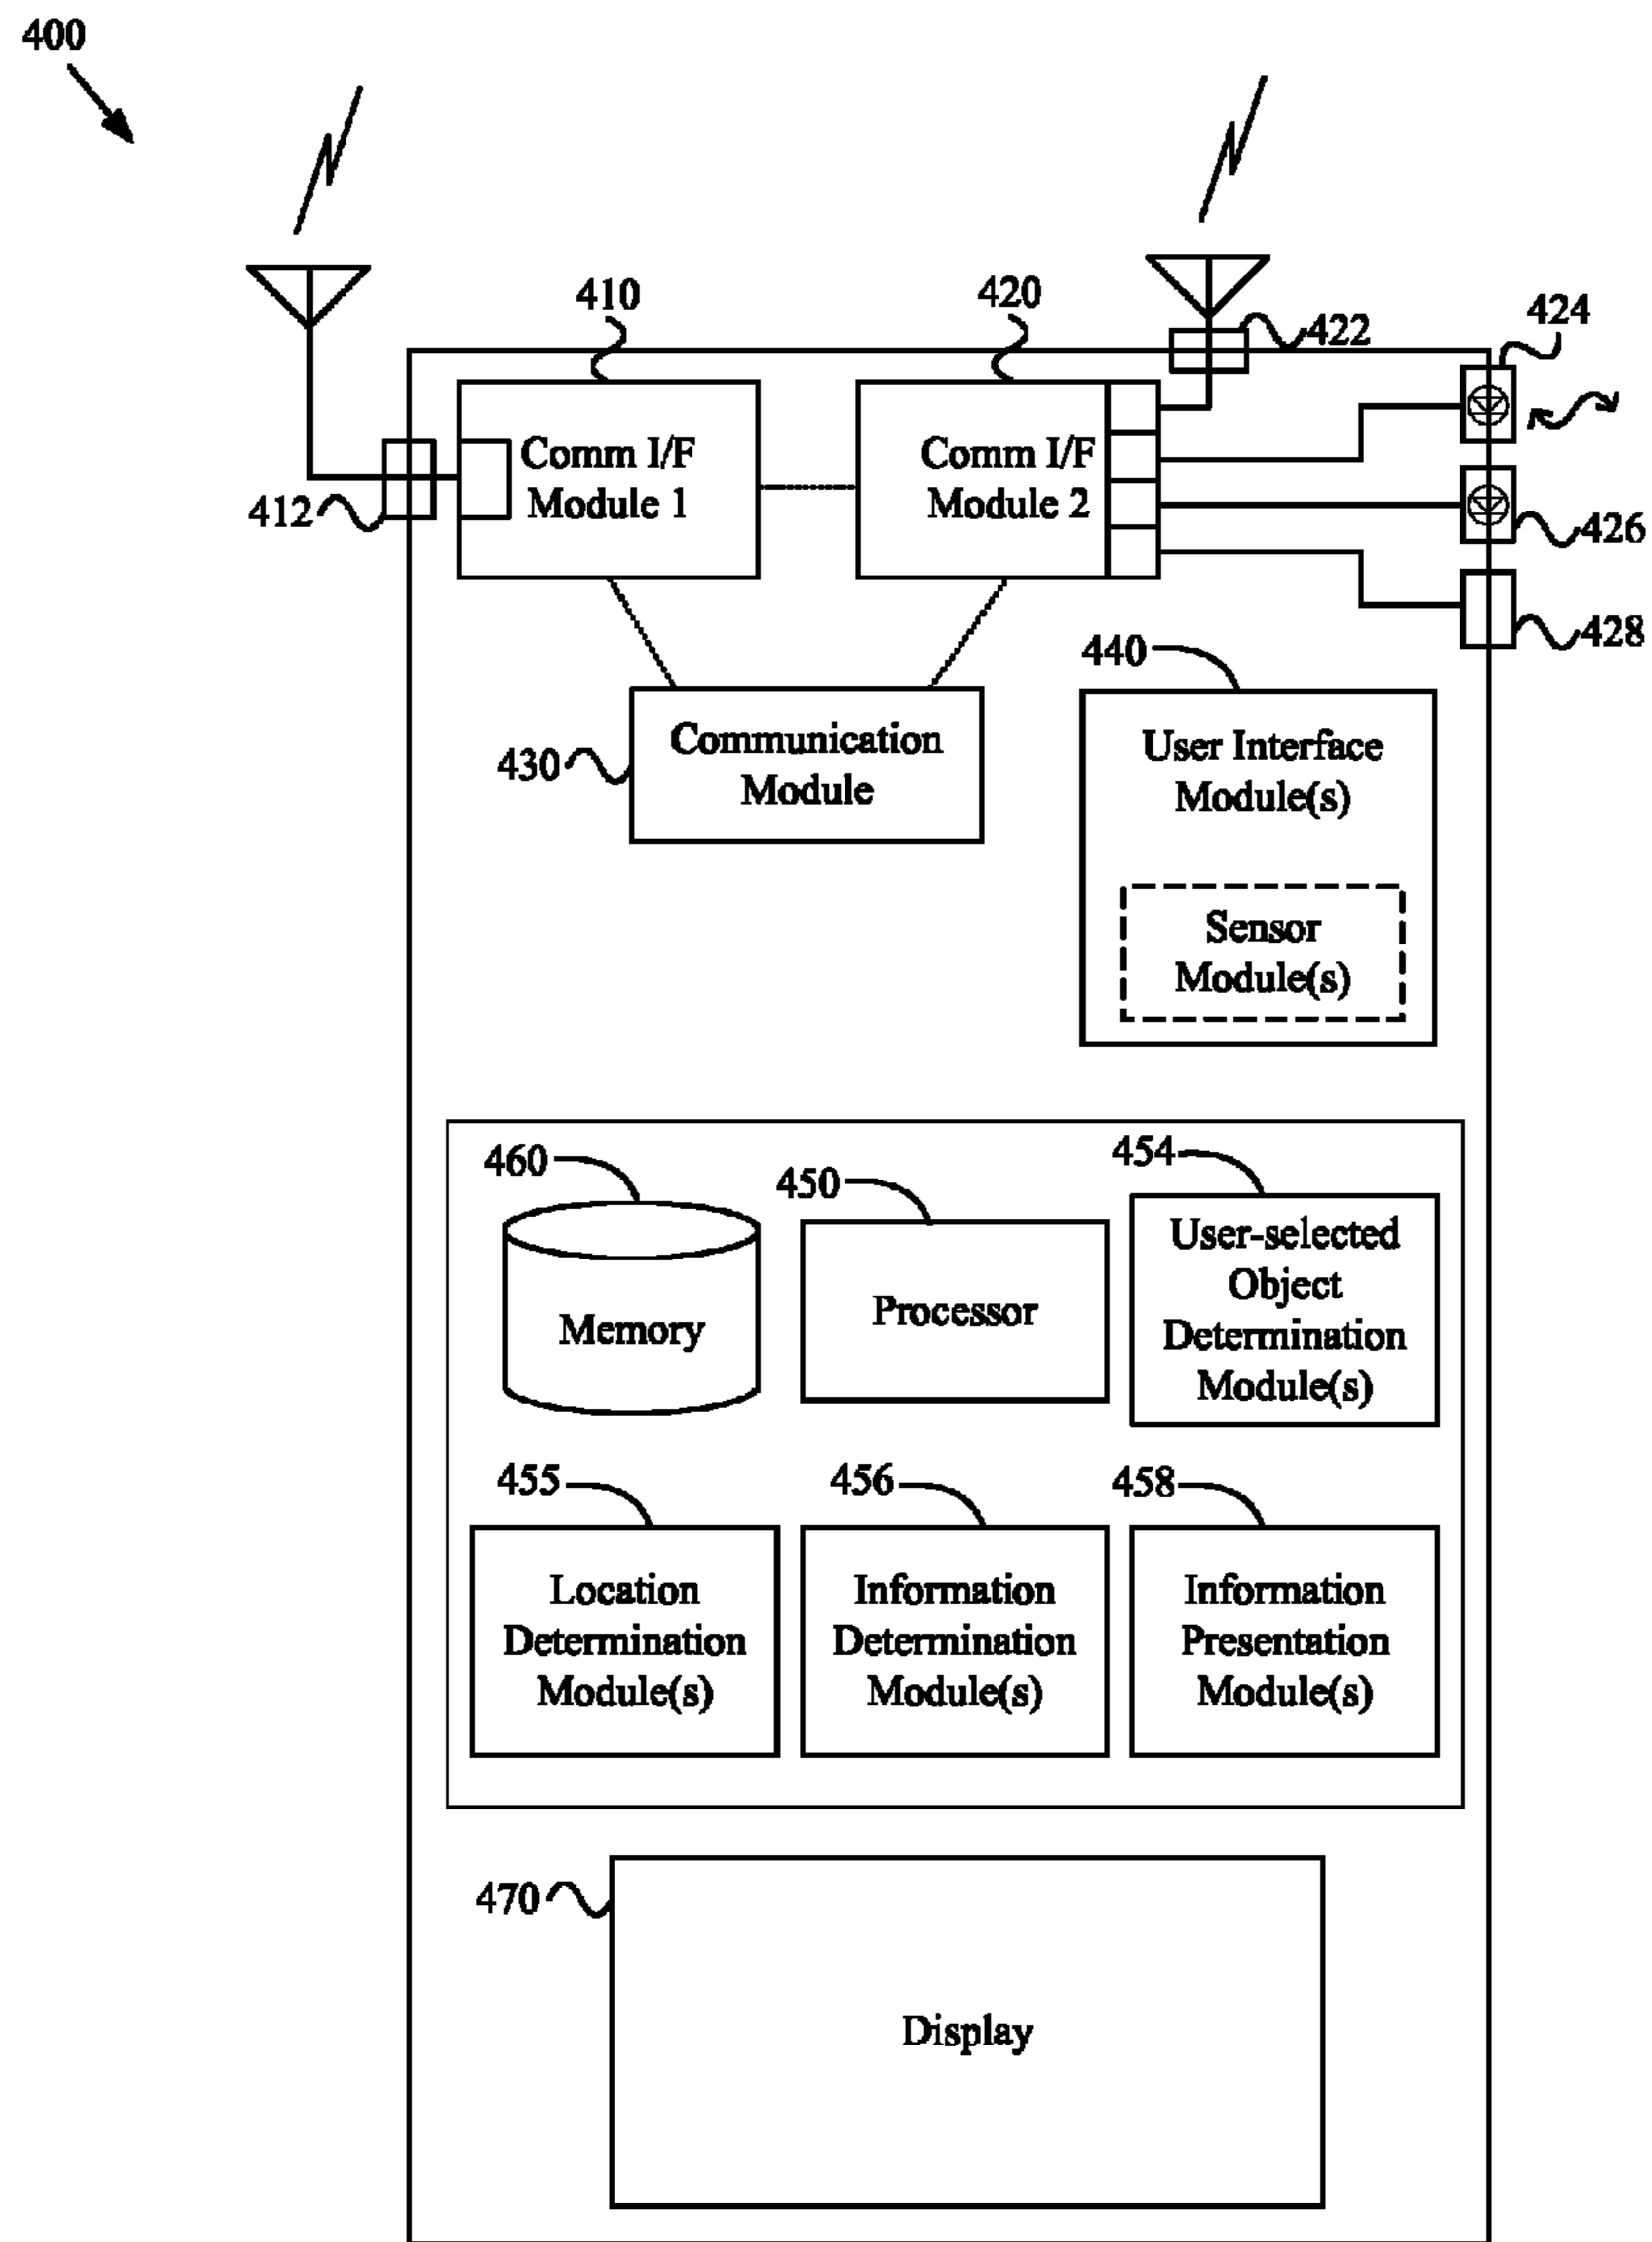 400
410
420
422
424
Comm I/F
Module 1
Comm I/F
Module 2
412
426
428
430
Communication
Module
440
User Interface
Module(s)
Sensor
Module(s)
460
Memory
450
Processor
454
User-selected
Object
Determination
Module(s)
455
Location
Determination
Module(s)
456
Information
Determination
Module(s)
458
Information
Presentation
Module(s)
470
Display